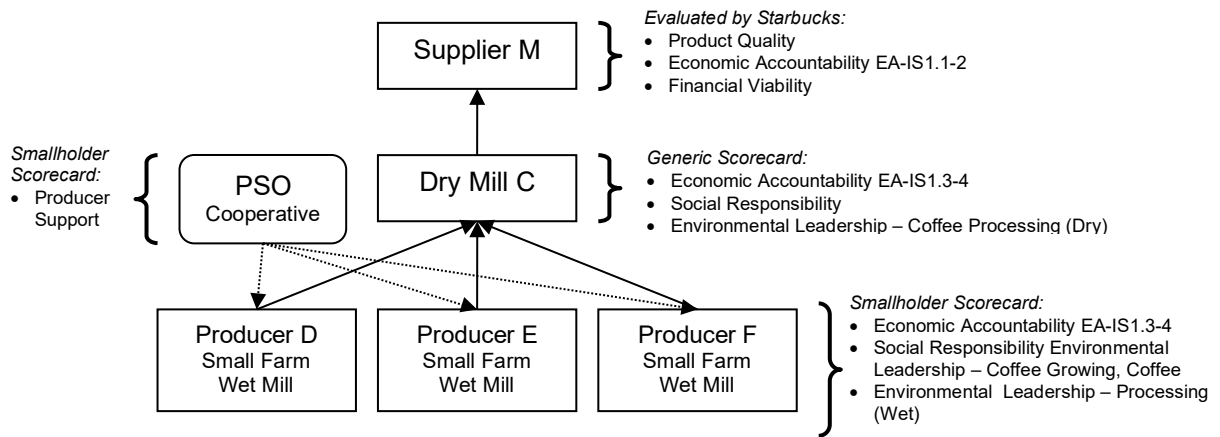 Evaluated by Starbucks:
• Product Quality
• Economic Accountability EA-IS1.1-2
• Financial Viability
Supplier M
Smallholder
Scorecard:
• Producer
Support
PSO
Cooperative
Dry Mill C
Generic Scorecard:
• Economic Accountability EA-IS1.3-4
• Social Responsibility
• Environmental Leadership – Coffee Processing (Dry)
Producer D
Small Farm
Wet Mill
Producer E
Small Farm
Wet Mill
Producer F
Small Farm
Wet Mill
Smallholder Scorecard:
• Economic Accountability EA-IS1.3-4
• Social Responsibility Environmental
Leadership – Coffee Growing, Coffee
• Environmental Leadership – Processing
(Wet)